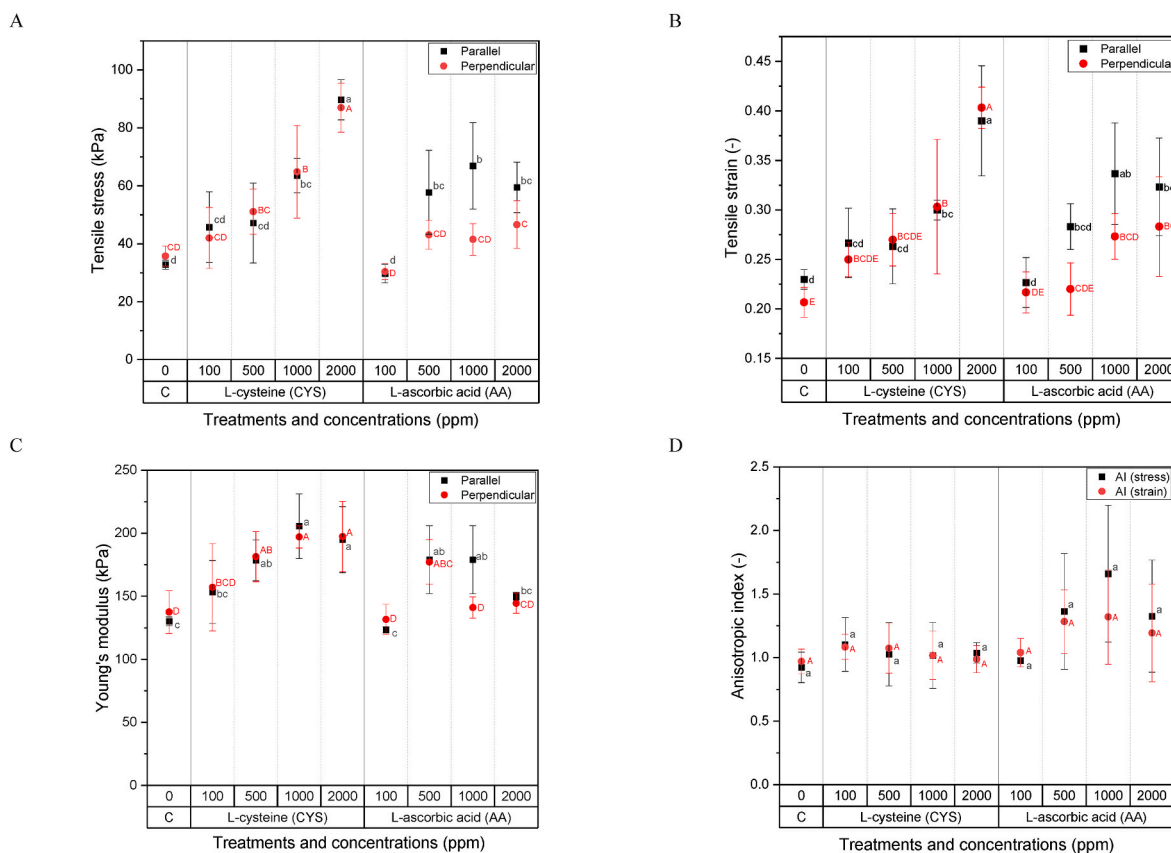 A
Parallel
Perpendicular
100
80
60
40
20
0
Tensile stress (kPa)
CD
d
cd
CD
BC
cd
B
bc
a
A
d
D
bc
CD
b
CD
bc
C
0 100 500 1000 2000 100 500 1000 2000
C L-cysteine (CYS) L-ascorbic acid (AA)
Treatments and concentrations (ppm)
B
Parallel
Perpendicular
0.45
0.40
0.35
0.30
0.25
0.20
0.15
Tensile strain (-)
d
E
cd
BCDE
BCDE
cd
B
bc
A
a
d
DE
bcd
CDE
ab
BCD
0 100 500 1000 2000 100 500 1000 2000
C L-cysteine (CYS) L-ascorbic acid (AA)
Treatments and concentrations (ppm)
C
Parallel
Perpendicular
250
200
150
100
50
0
Young's modulus (kPa)
D
c
BCD
bc
AB
ab
a
A
A
a
D
c
ab
ABC
ab
D
bc
CD
0 100 500 1000 2000 100 500 1000 2000
C L-cysteine (CYS) L-ascorbic acid (AA)
Treatments and concentrations (ppm)
D
AI (stress)
AI (strain)
2.5
2.0
1.5
1.0
0.5
0.0
Anisotropic index (-)
A
a
a
A
A
a
a
A
a
A
A
a
a
A
a
A
a
A
0 100 500 1000 2000 100 500 1000 2000
C L-cysteine (CYS) L-ascorbic acid (AA)
Treatments and concentrations (ppm)